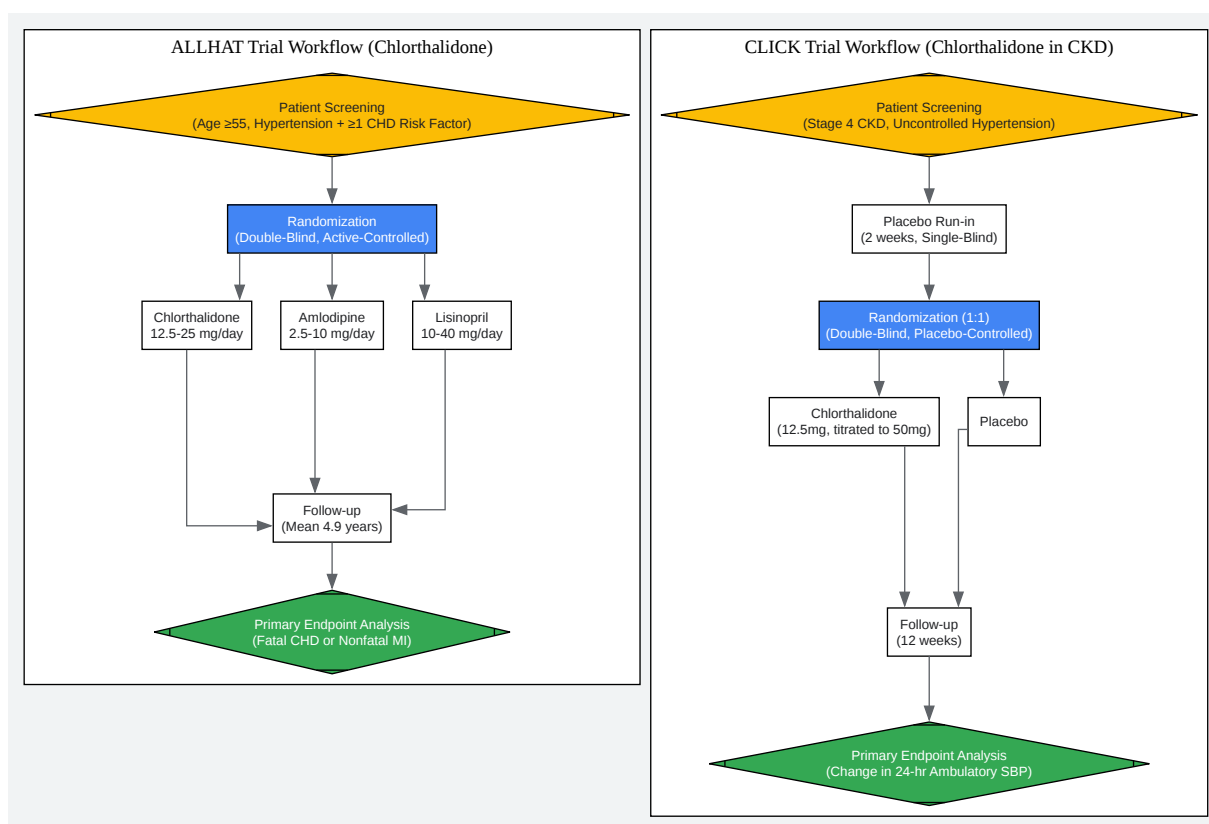 ALLHAT Trial Workflow (Chlorthalidone)
Patient Screening
(Age ≥55, Hypertension + ≥1 CHD Risk Factor)
Randomization
(Double-Blind, Active-Controlled)
Chlorthalidone
12.5-25 mg/day
Amlodipine
2.5-10 mg/day
Lisinopril
10-40 mg/day
Follow-up
(Mean 4.9 years)
Primary Endpoint Analysis
(Fatal CHD or Nonfatal MI)
CLICK Trial Workflow (Chlorthalidone in CKD)
Patient Screening
(Stage 4 CKD, Uncontrolled Hypertension)
Placebo Run-in
(2 weeks, Single-Blind)
Randomization (1:1)
(Double-Blind, Placebo-Controlled)
Chlorthalidone
(12.5mg, titrated to 50mg)
Placebo
Follow-up
(12 weeks)
Primary Endpoint Analysis
(Change in 24-hr Ambulatory SBP)